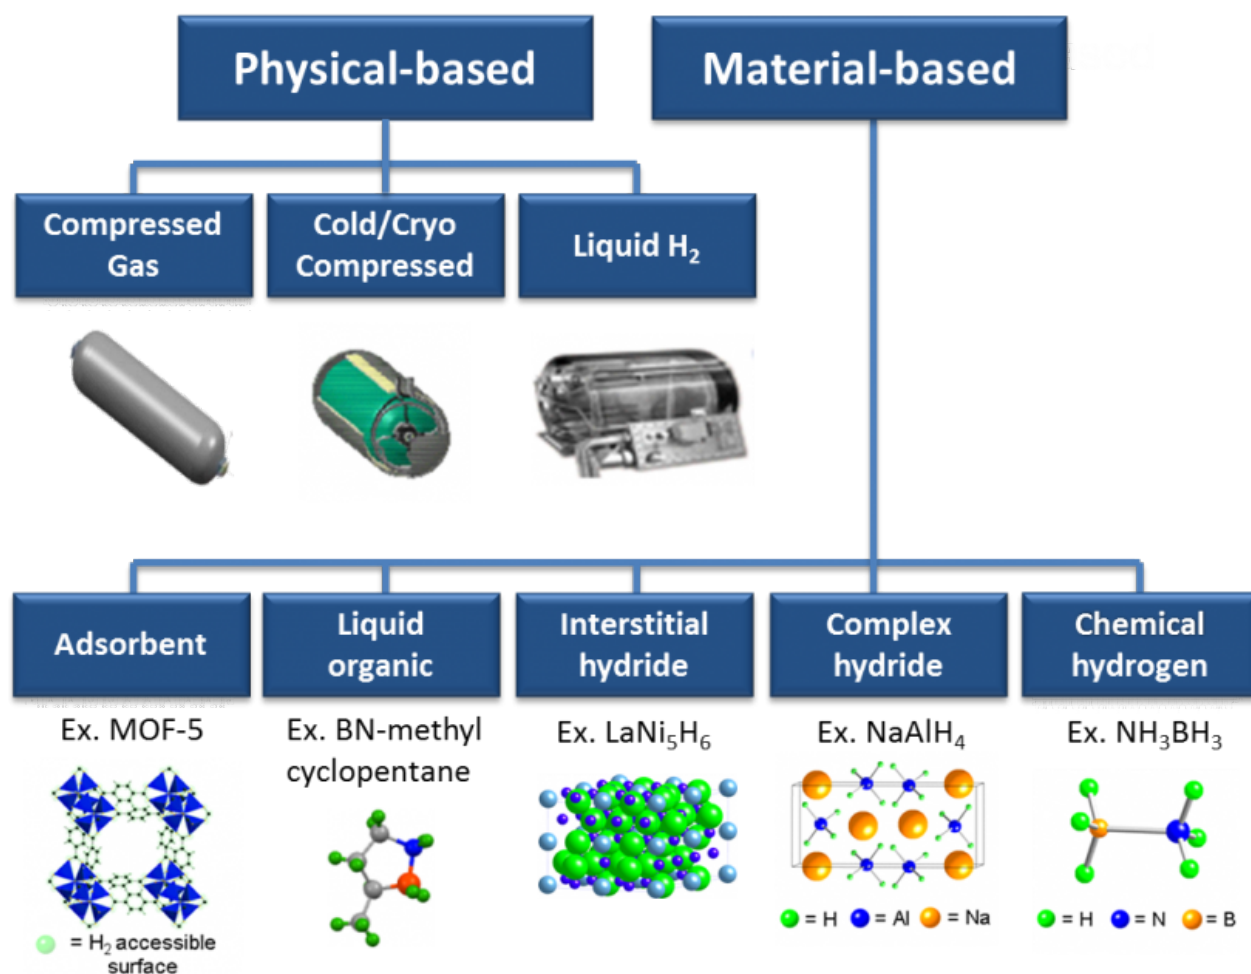 Physical-based
Material-based
Compressed
Gas
Cold/Cryo
Compressed
Liquid H₂
Adsorbent
Liquid
organic
Interstitial
hydride
Complex
hydride
Chemical
hydrogen
Ex. MOF-5
Ex. BN-methyl
cyclopentane
Ex. LaNi₅H₆
Ex. NaAlH₄
Ex. NH₃BH₃
= H₂ accessible
surface
= H = Al = Na
= H = N = B